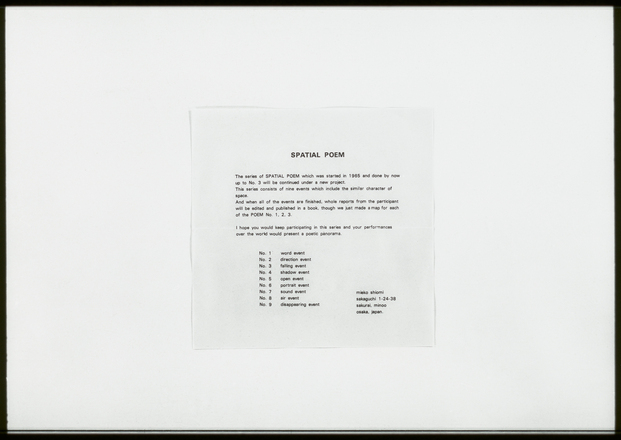 SPATIAL POEM
The series of SPATIAL POEM which was started in 1965 and done by now
up to No. 3 will be continued under a new project.
This series consists of nine events which include the similar character of
space.
And when all of the events are finished, whole reports from the participant
will be edited and published in a book, though we just made a map for each
of the POEM No. 1, 2, 3.
I hope you would keep participating in this series and your performances
over the world would present a poetic panorama.
No. 1 word event
No. 2 direction event
No. 3 falling event
No. 4 shadow event
No. 5 open event
No. 6 portrait event
No. 7 sound event
No. 8 air event
No. 9 disappearing event
mieko shiomi
sakaguchi 1-24-38
sakurai, minoo
osaka, japan.